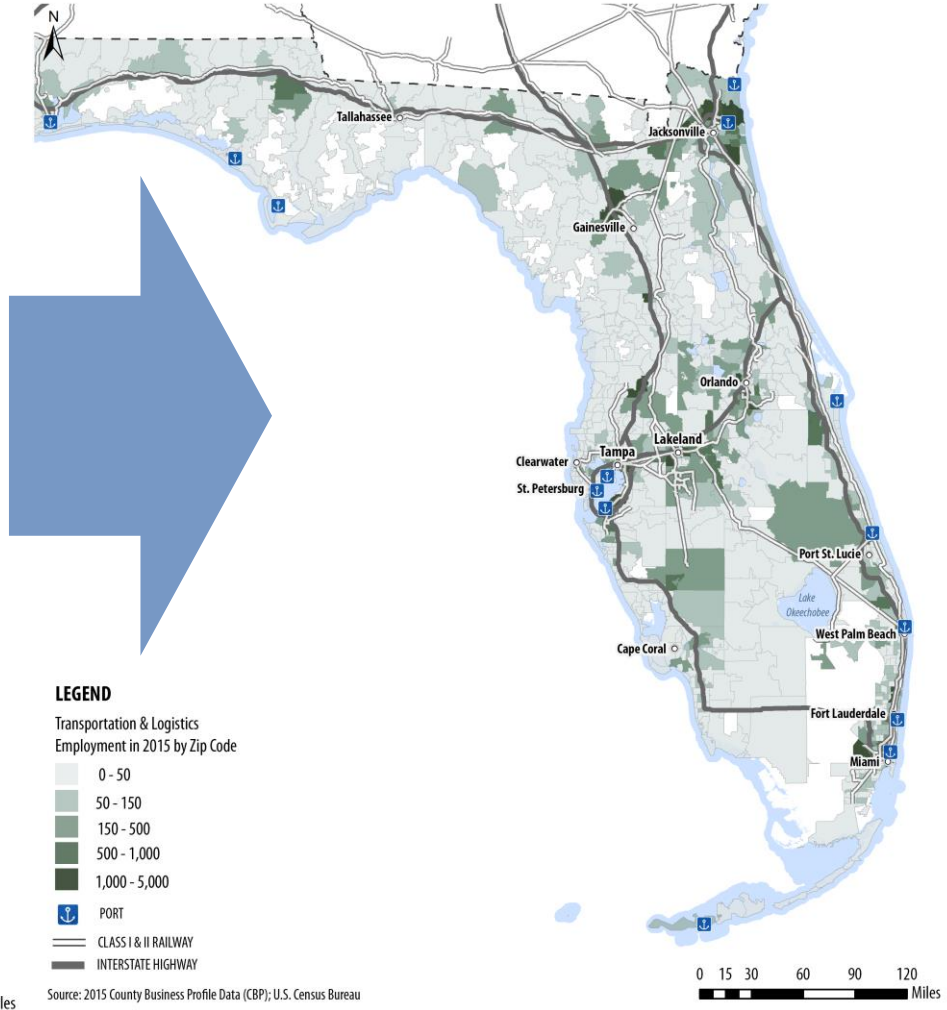 N
Tallahassee
Jacksonville
Gainesville
Orlando
Lakeland
Tampa
Clearwater
St. Petersburg
Port St. Lucie
Lake
Okeechobee
West Palm Beach
Cape Coral
Fort Lauderdale
Miami
LEGEND
Transportation & Logistics
Employment in 2015 by Zip Code
0 - 50
50 - 150
150 - 500
500 - 1,000
1,000 - 5,000
PORT
CLASS I & II RAILWAY
INTERSTATE HIGHWAY
0 15 30 60 90 120
Miles
les
Source: 2015 County Business Profile Data (CBP); U.S. Census Bureau